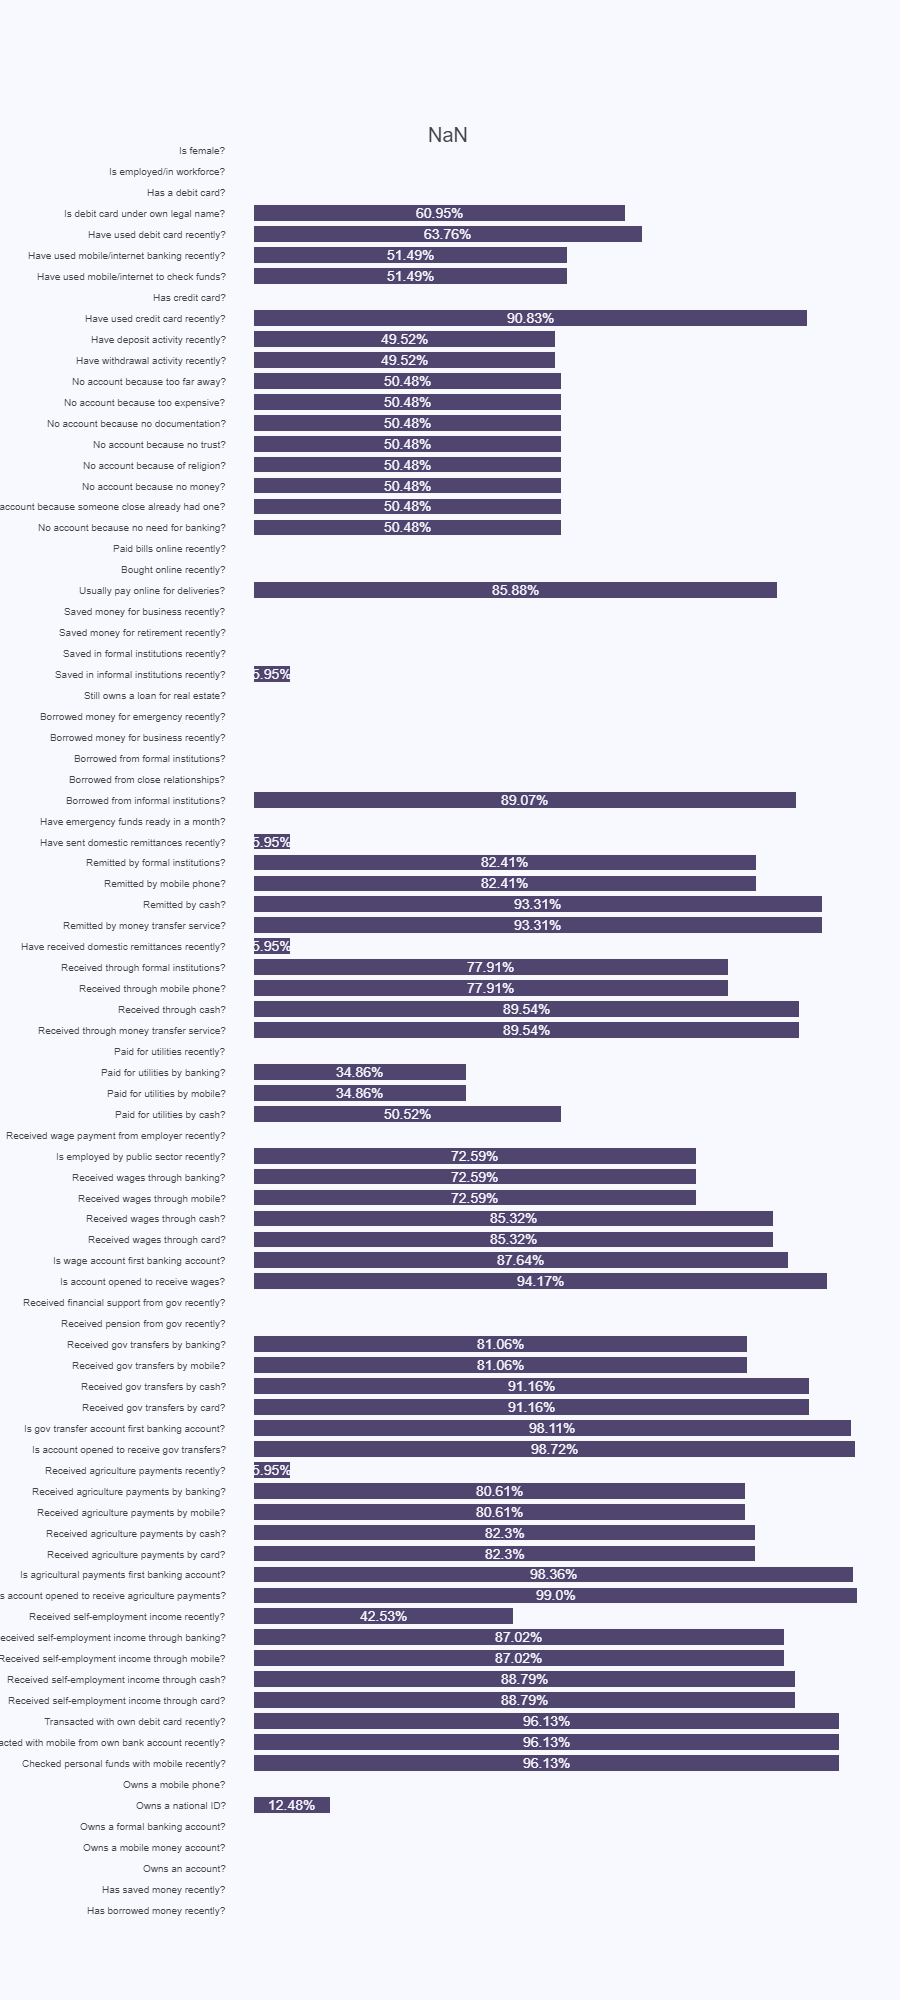 NaN
Is female?
Is employed/in workforce?
Has a debit card?
Is debit card under own legal name? 60.95%
Have used debit card recently? 63.76%
Have used mobile/internet banking recently? 51.49%
Have used mobile/internet to check funds? 51.49%
Has credit card?
Have used credit card recently? 90.83%
Have deposit activity recently? 49.52%
Have withdrawal activity recently? 49.52%
No account because too far away? 50.48%
No account because too expensive? 50.48%
No account because no documentation? 50.48%
No account because no trust? 50.48%
No account because of religion? 50.48%
No account because no money? 50.48%
account because someone close already had one? 50.48%
No account because no need for banking? 50.48%
Paid bills online recently?
Bought online recently?
Usually pay online for deliveries? 85.88%
Saved money for business recently?
Saved money for retirement recently?
Saved in formal institutions recently?
Saved in informal institutions recently? 5.95%
Still owns a loan for real estate?
Borrowed money for emergency recently?
Borrowed money for business recently?
Borrowed from formal institutions?
Borrowed from close relationships?
Borrowed from informal institutions? 89.07%
Have emergency funds ready in a month?
Have sent domestic remittances recently? 5.95%
Remitted by formal institutions? 82.41%
Remitted by mobile phone? 82.41%
Remitted by cash? 93.31%
Remitted by money transfer service? 93.31%
Have received domestic remittances recently? 5.95%
Received through formal institutions? 77.91%
Received through mobile phone? 77.91%
Received through cash? 89.54%
Received through money transfer service? 89.54%
Paid for utilities recently?
Paid for utilities by banking? 34.86%
Paid for utilities by mobile? 34.86%
Paid for utilities by cash? 50.52%
Received wage payment from employer recently?
Is employed by public sector recently? 72.59%
Received wages through banking? 72.59%
Received wages through mobile? 72.59%
Received wages through cash? 85.32%
Received wages through card? 85.32%
Is wage account first banking account? 87.64%
Is account opened to receive wages? 94.17%
Received financial support from gov recently?
Received pension from gov recently?
Received gov transfers by banking? 81.06%
Received gov transfers by mobile? 81.06%
Received gov transfers by cash? 91.16%
Received gov transfers by card? 91.16%
Is gov transfer account first banking account? 98.11%
Is account opened to receive gov transfers? 98.72%
Received agriculture payments recently? 5.95%
Received agriculture payments by banking? 80.61%
Received agriculture payments by mobile? 80.61%
Received agriculture payments by cash? 82.3%
Received agriculture payments by card? 82.3%
Is agricultural payments first banking account? 98.36%
s account opened to receive agriculture payments? 99.0%
Received self-employment income recently? 42.53%
eceived self-employment income through banking? 87.02%
Received self-employment income through mobile? 87.02%
Received self-employment income through cash? 88.79%
Received self-employment income through card? 88.79%
Transacted with own debit card recently? 96.13%
acted with mobile from own bank account recently? 96.13%
Checked personal funds with mobile recently? 96.13%
Owns a mobile phone?
Owns a national ID? 12.48%
Owns a formal banking account?
Owns a mobile money account?
Owns an account?
Has saved money recently?
Has borrowed money recently?